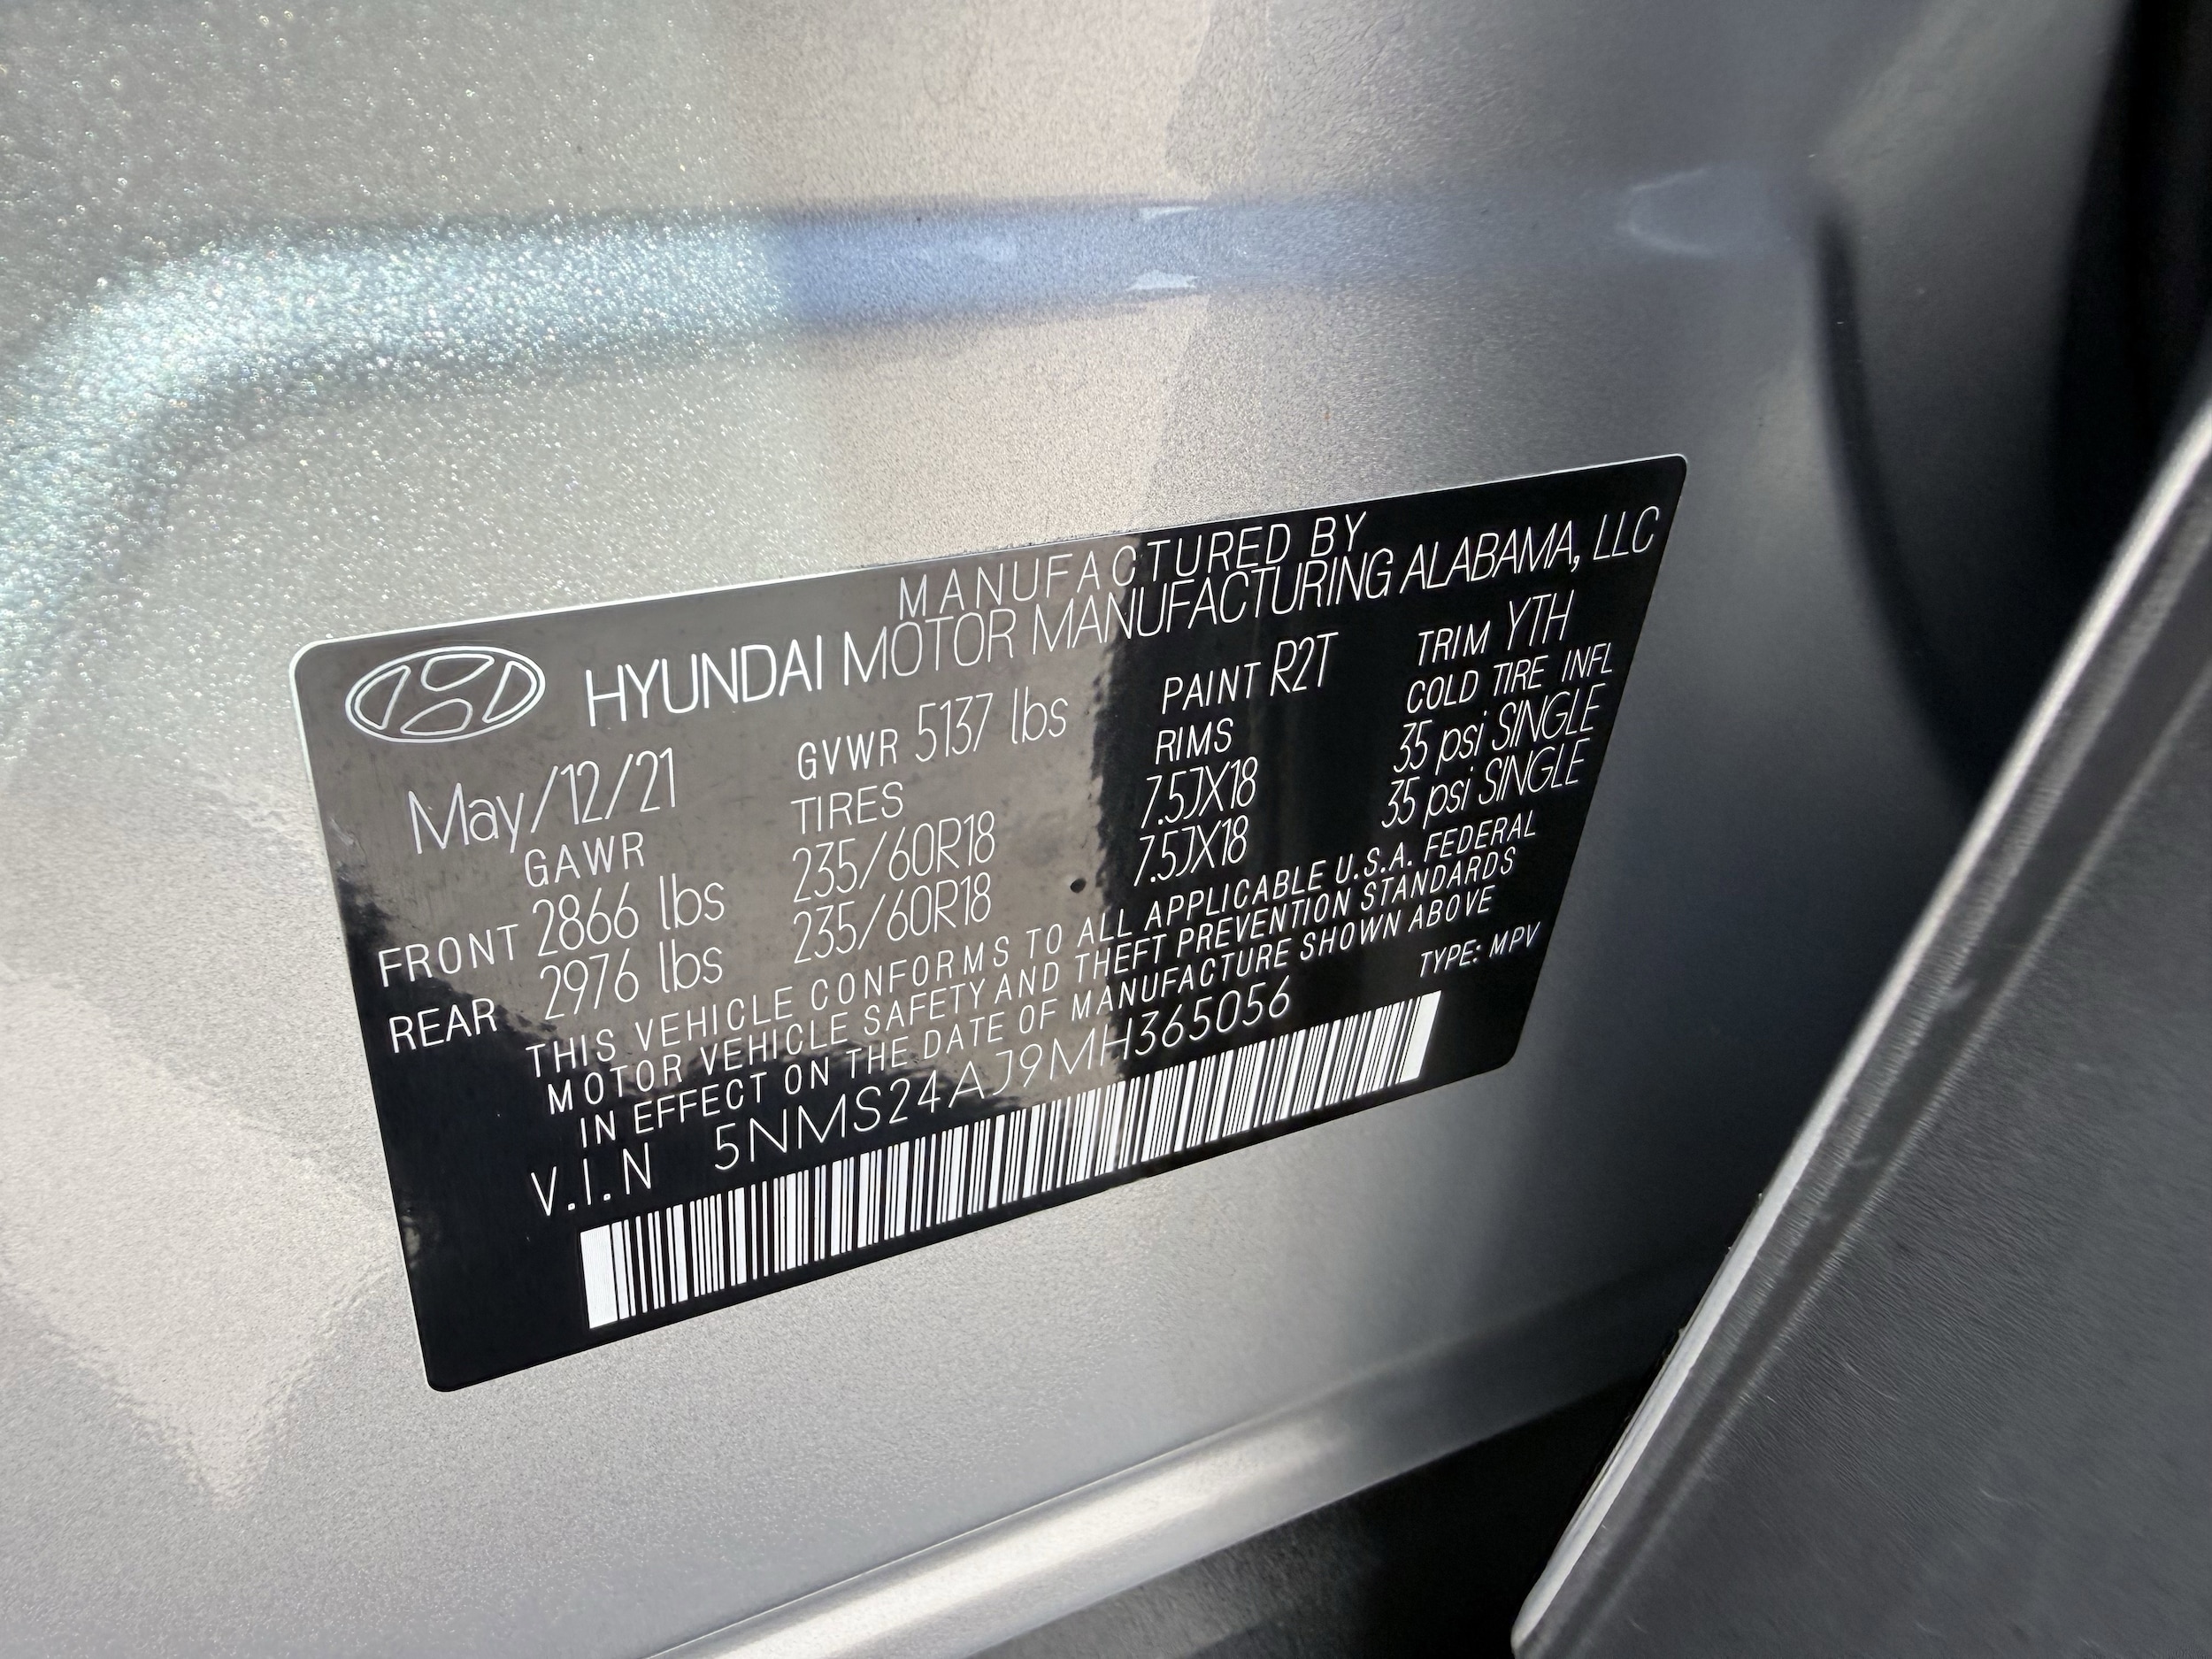 MANUFACTURED BY
HYUNDAI MOTOR MANUFACTURING ALABAMA, LLC
May/12/21 GVWR 5137 lbs PAINT R2T TRIM YTH
GAWR TIRES RIMS COLD TIRE INFL
FRONT 2866 lbs 235/60R18 7.5JX18 35 psi SINGLE
REAR 2976 lbs 235/60R18 7.5JX18 35 psi SINGLE
THIS VEHICLE CONFORMS TO ALL APPLICABLE U.S.A. FEDERAL
MOTOR VEHICLE SAFETY AND THEFT PREVENTION STANDARDS
IN EFFECT ON THE DATE OF MANUFACTURE SHOWN ABOVE
V.I.N 5NMS24AJ9MH365056 TYPE: MPV